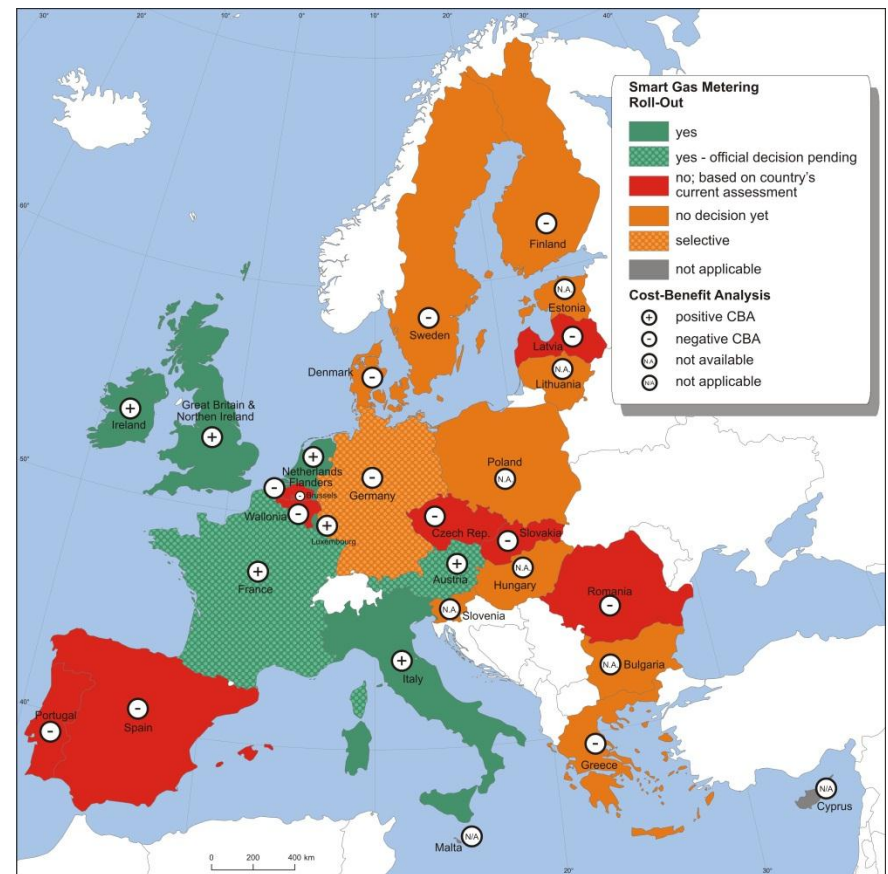 30°
20°
10°
0°
10°
20°
30°
40°
60°
50°
40°
20°
30°
Smart Gas Metering
Roll-Out
yes
yes - official decision pending
no; based on country's
current assessment
no decision yet
selective
not applicable
Cost-Benefit Analysis
+ positive CBA
- negative CBA
N.A. not available
N/A not applicable
-
Finland
N.A.
Estonia
-
Sweden
-
Latvia
N.A.
Lithuania
Denmark
-
+
Ireland
Great Britain &
Northen Ireland
+
+
Netherlands
Flanders
-
- Brussels
-
Wallonia
+
Luxembourg
-
Germany
Poland
N.A.
-
Czech Rep.
-
Slovakia
+
France
+
Austria
N.A.
Hungary
N.A.
Slovenia
Romania
-
N.A.
Bulgaria
+
Italy
Portugal
-
-
Spain
-
Greece
N/A
Cyprus
N/A
Malta
0 200 400 km